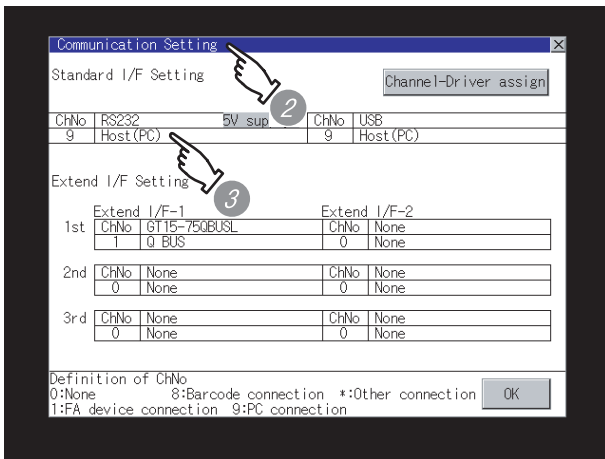 Communication Setting
Standard I/F Setting
Channel-Driver assign
ChNo RS232 5V sup ChNo USB
9 Host(PC) 9 Host(PC)
2
Extend I/F Setting
3
Extend I/F-1 Extend I/F-2
1st ChNo GT15-75QBUSL ChNo None
1 Q BUS 0 None
2nd ChNo None ChNo None
0 None 0 None
3rd ChNo None ChNo None
0 None 0 None
Definition of ChNo
0:None 8:Barcode connection *:Other connection
1:FA device connection 9:PC connection
OK